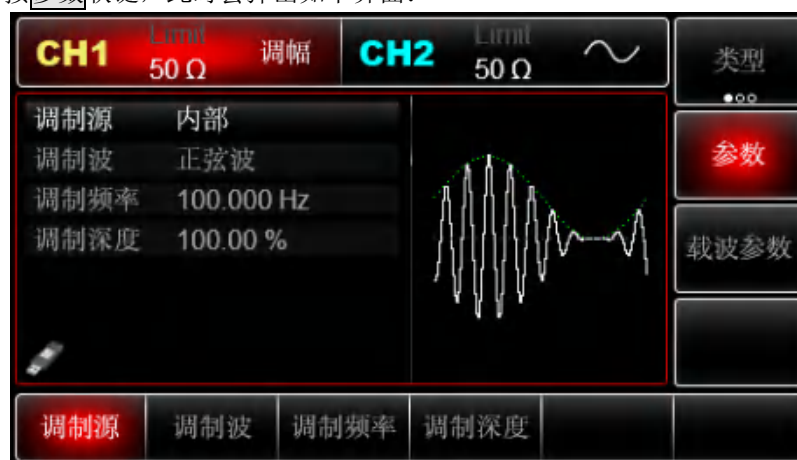 按参数软键，此时会弹出如下界面：
CH1 Limit 50 Ω 调幅 CH2 Limit 50 Ω 类型
调制源 内部
调制波 正弦波 参数
调制频率 100.000 Hz
调制深度 100.00 % 载波参数
调制源 调制波 调制频率 调制深度